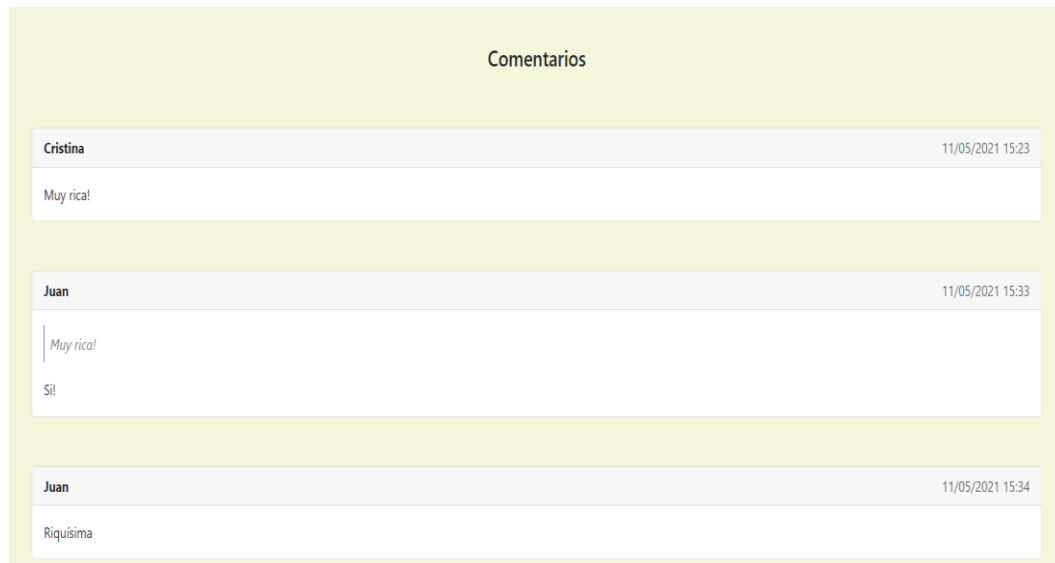 Comentarios
Cristina 11/05/2021 15:23
Muy rica!
Juan 11/05/2021 15:33
Muy rica!
Si!
Juan 11/05/2021 15:34
Riquísima